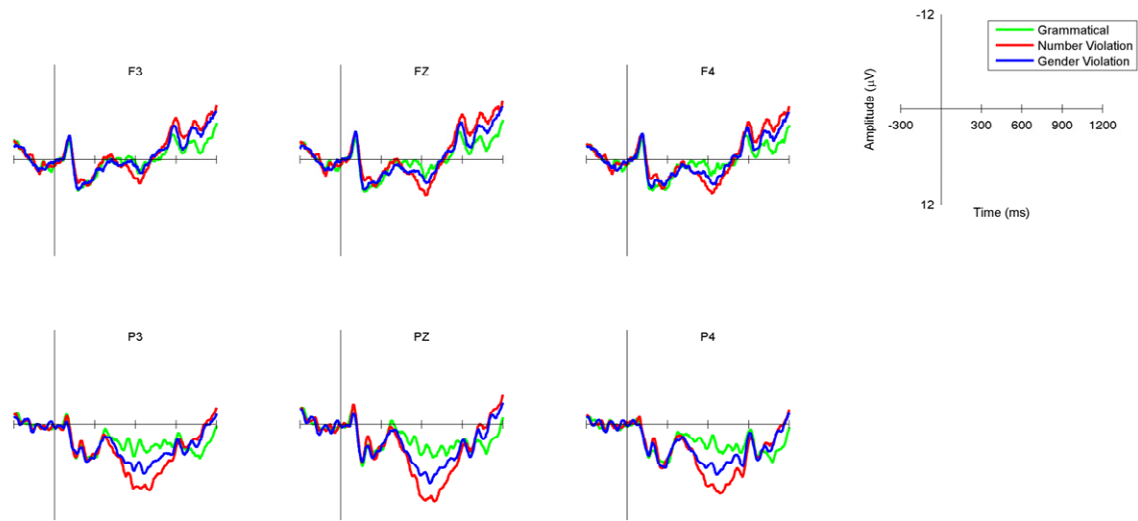 -12
Grammatical
Number Violation
Gender Violation
F3 FZ F4
Amplitude (μV)
-300 300 600 900 1200
12
Time (ms)
P3 PZ P4